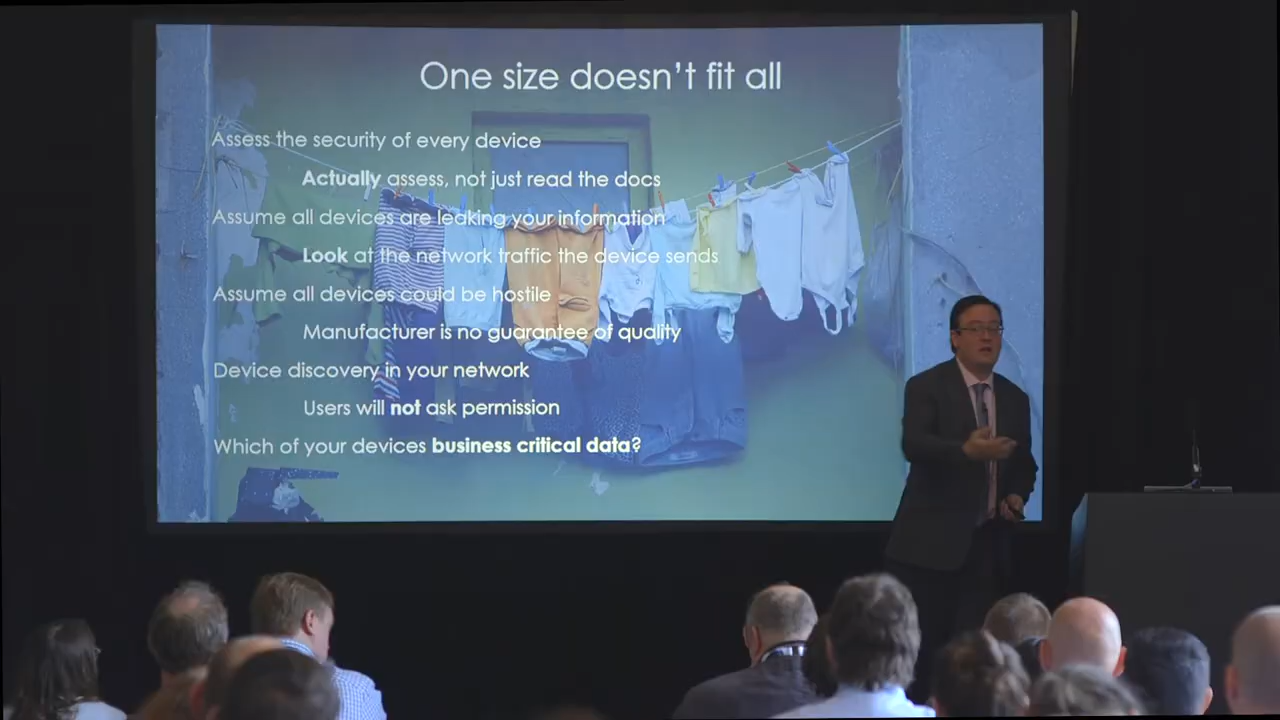 One size doesn't fit all
Assess the security of every device
Actually assess, not just read the docs
Assume all devices are leaking your information
Look at the network traffic the device sends
Assume all devices could be hostile
Manufacturer is no guarantee of quality
Device discovery in your network
Users will not ask permission
Which of your devices business critical data?